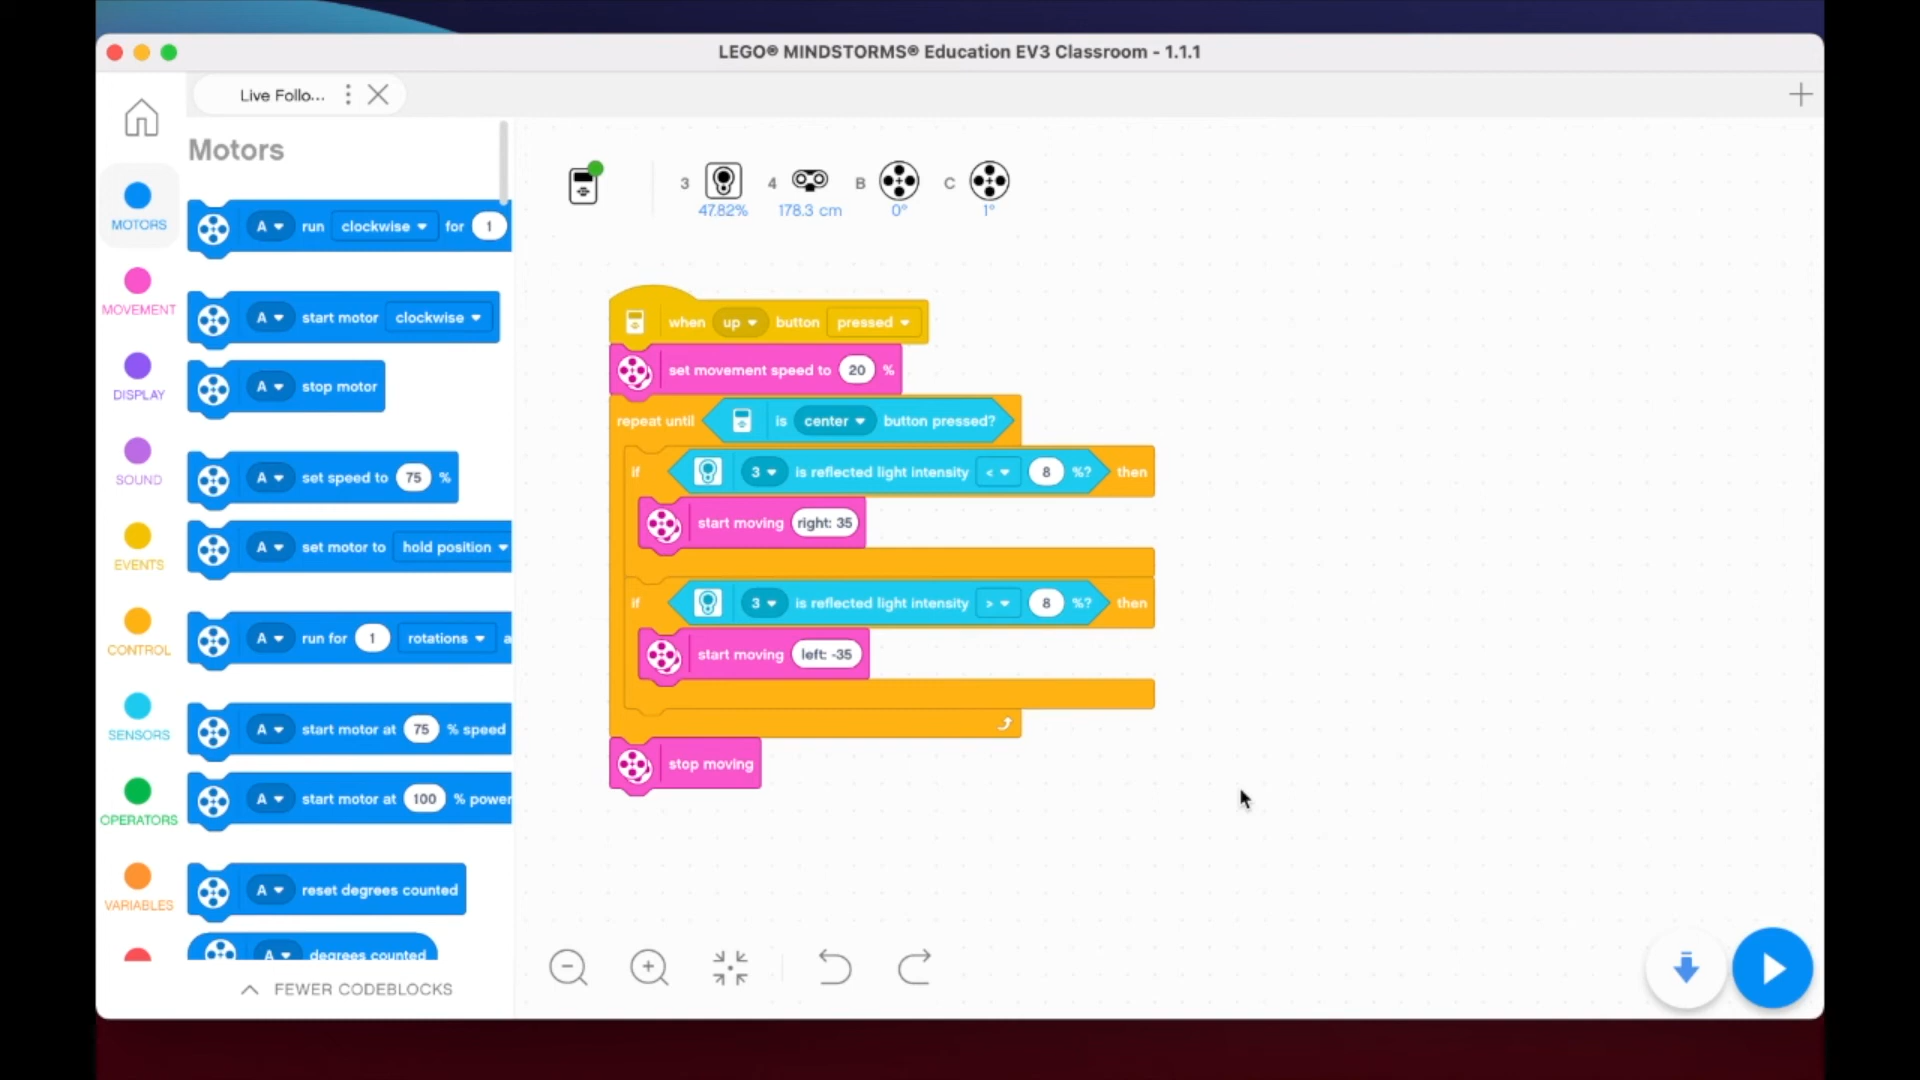 LEGO® MINDSTORMS® Education EV3 Classroom - 1.1.1
Live Follo...
Motors
MOTORS
MOVEMENT
DISPLAY
SOUND
EVENTS
CONTROL
SENSORS
OPERATORS
VARIABLES
A run clockwise for 1
A start motor clockwise
A stop motor
A set speed to 75 %
A set motor to hold position
A run for 1 rotations a
A start motor at 75 % speed
A start motor at 100 % power
A reset degrees counted
A degrees counted
FEWER CODEBLOCKS
3 4 B C
47.82% 178.3 cm 0° 1°
when up button pressed
set movement speed to 20 %
repeat until is center button pressed?
if 3 is reflected light intensity < 8 %? then
start moving right: 35
if 3 is reflected light intensity > 8 %? then
start moving left: -35
stop moving